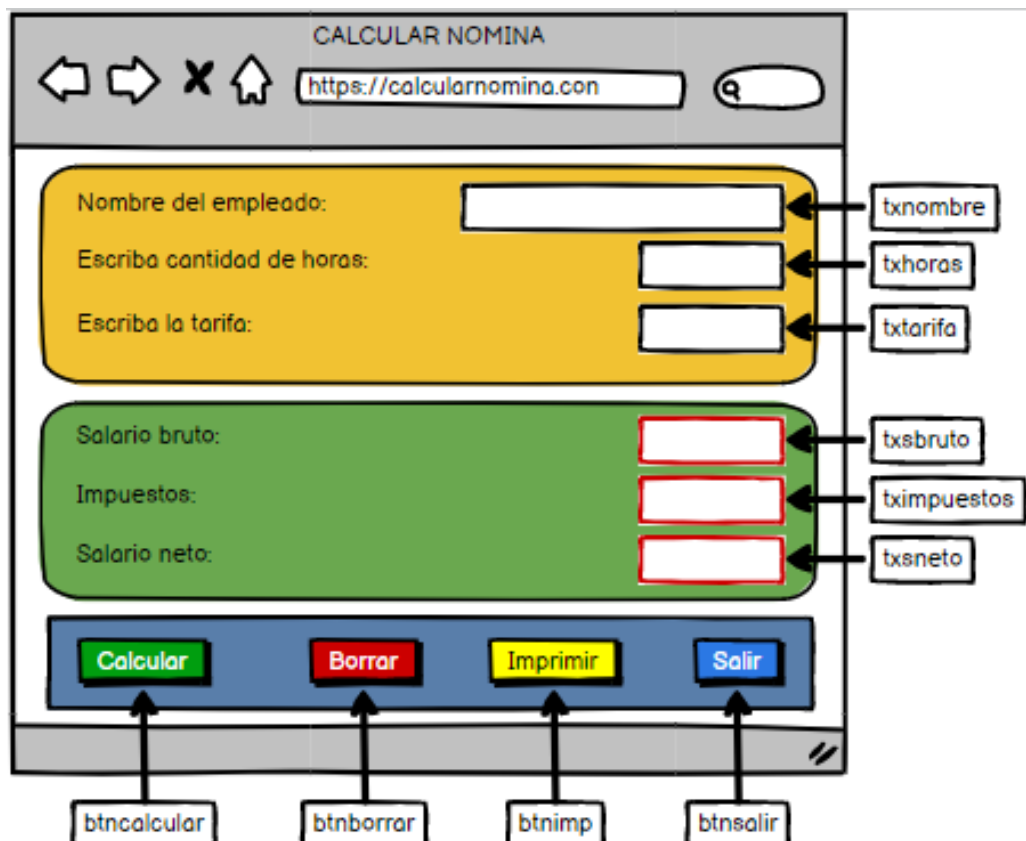 CALCULAR NOMINA
https://calcularnomina.con
Nombre del empleado:
txnombre
Escriba cantidad de horas:
txhoras
Escriba la tarifa:
txtarifa
Salario bruto:
txsbruto
Impuestos:
tximpuestos
Salario neto:
txsneto
Calcular Borrar Imprimir Salir
btncalcular btnborrar btnimp btnsalir